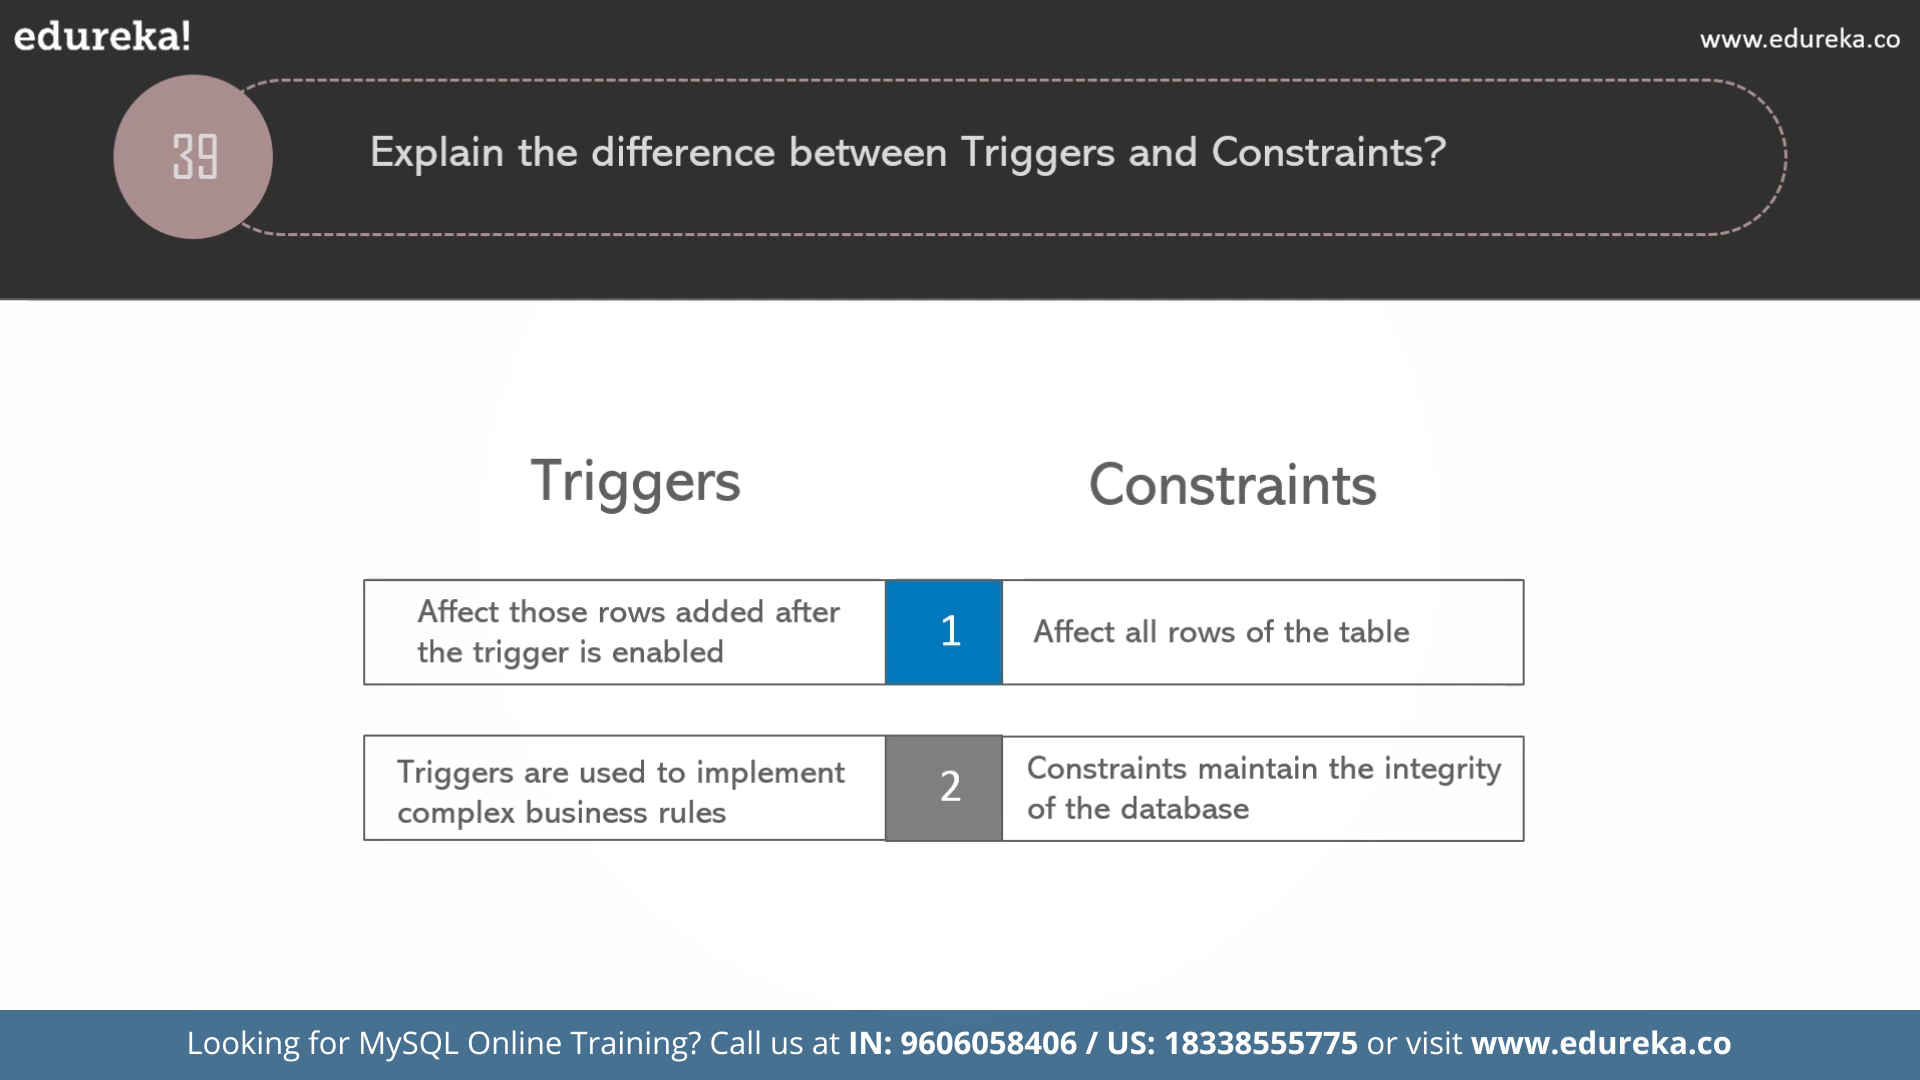 edureka!
www.edureka.co
39
Explain the difference between Triggers and Constraints?
Triggers
Constraints
Affect those rows added after
the trigger is enabled
1
Affect all rows of the table
Triggers are used to implement
complex business rules
2
Constraints maintain the integrity
of the database
Looking for MySQL Online Training? Call us at IN: 9606058406 / US: 18338555775 or visit www.edureka.co